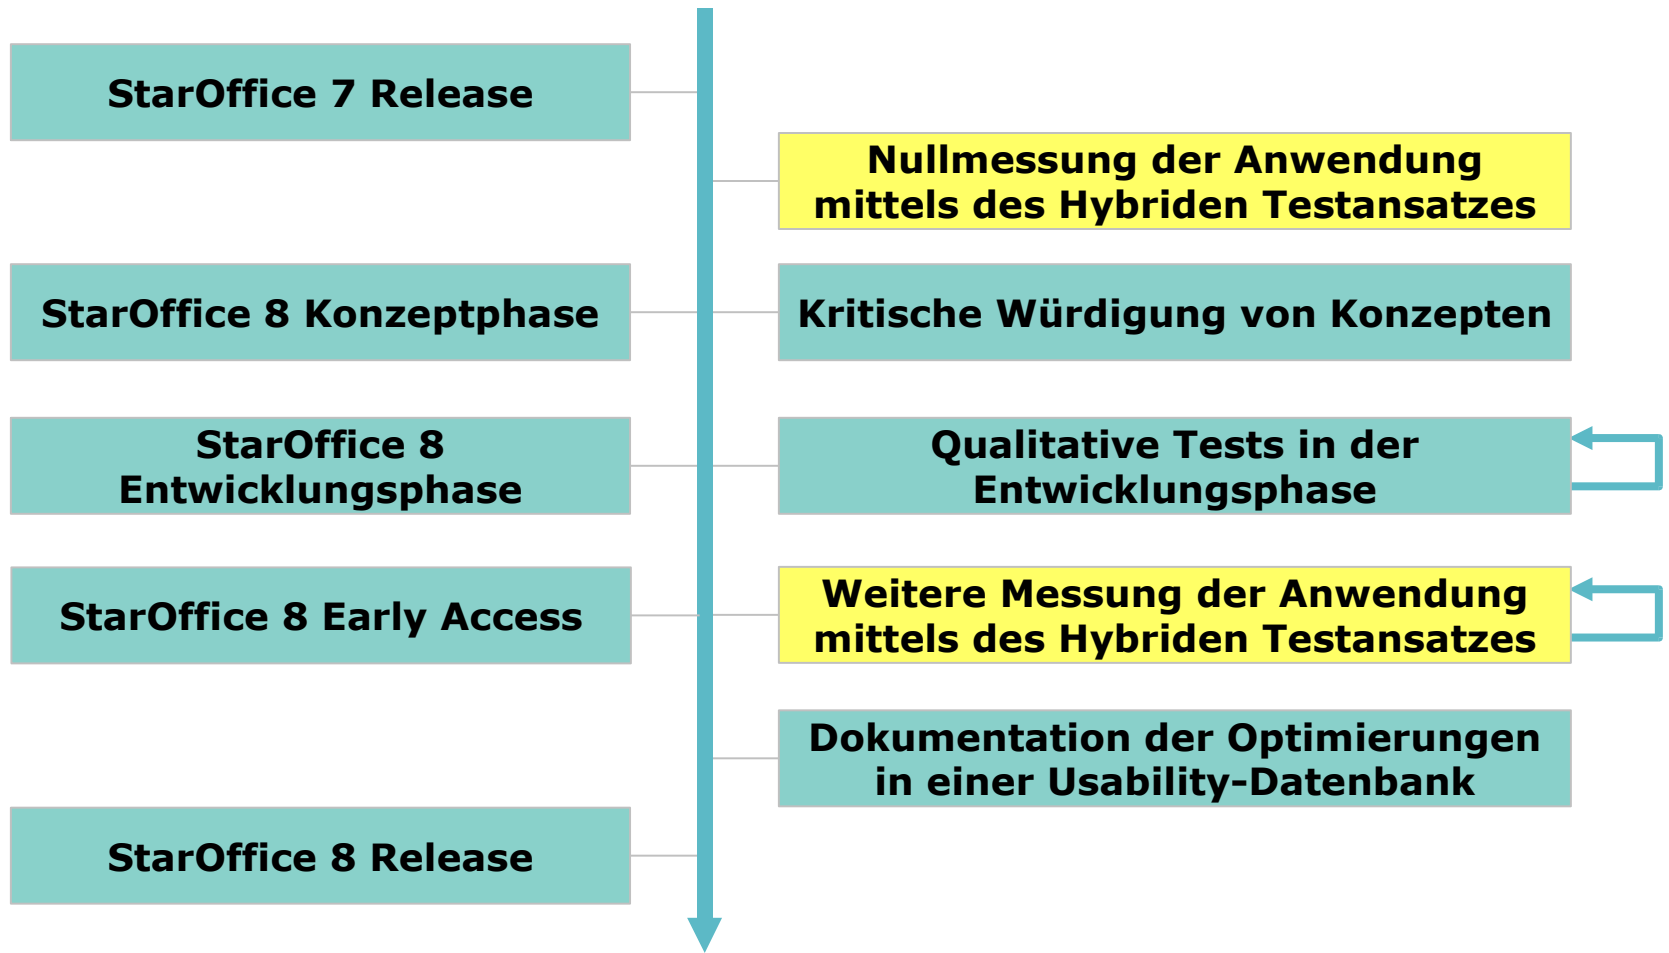 StarOffice 7 Release
Nullmessung der Anwendung
mittels des Hybriden Testansatzes
StarOffice 8 Konzeptphase
Kritische Würdigung von Konzepten
StarOffice 8
Entwicklungsphase
Qualitative Tests in der
Entwicklungsphase
StarOffice 8 Early Access
Weitere Messung der Anwendung
mittels des Hybriden Testansatzes
Dokumentation der Optimierungen
in einer Usability-Datenbank
StarOffice 8 Release